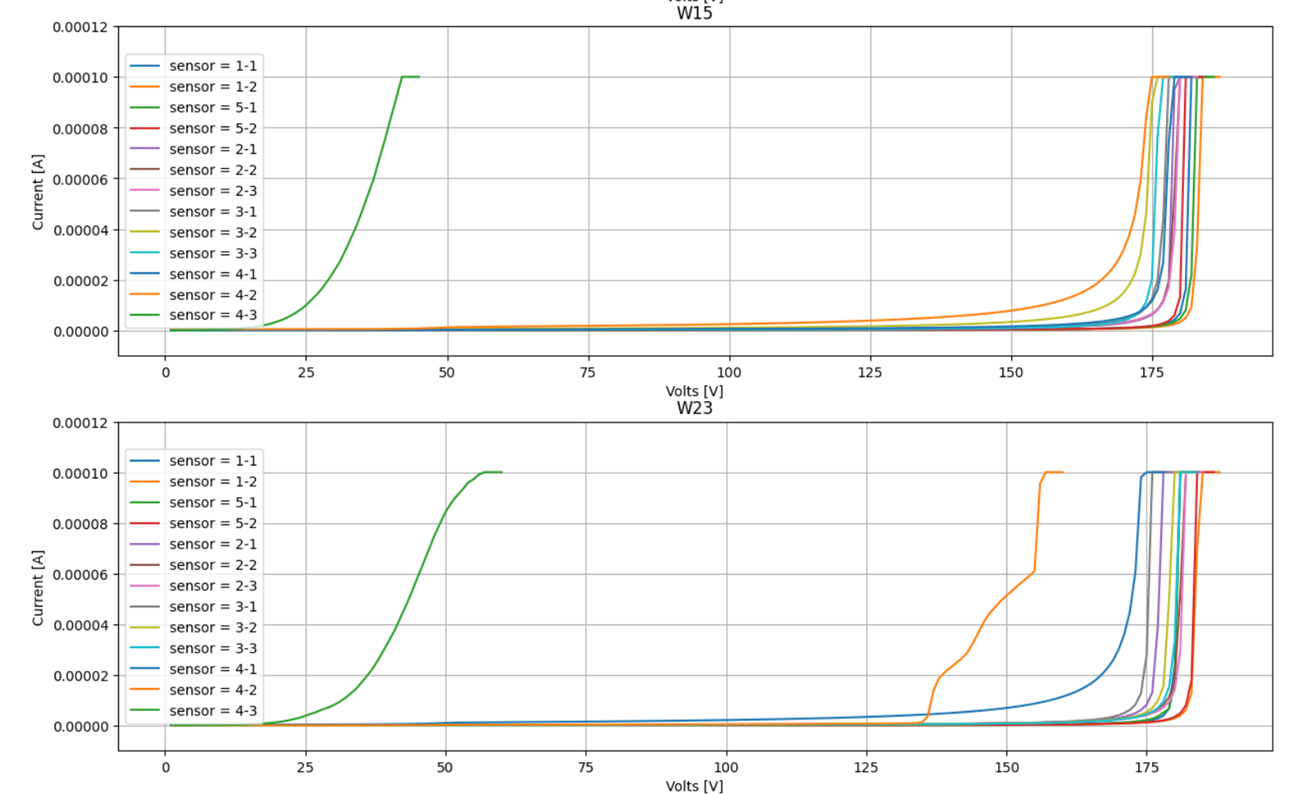 Volts [V]
W15
0.00012
0.00010
0.00008
0.00006
0.00004
0.00002
0.00000
Current [A]
sensor = 1-1
sensor = 1-2
sensor = 5-1
sensor = 5-2
sensor = 2-1
sensor = 2-2
sensor = 2-3
sensor = 3-1
sensor = 3-2
sensor = 3-3
sensor = 4-1
sensor = 4-2
sensor = 4-3
0 25 50 75 100 125 150 175
Volts [V]
W23
0.00012
0.00010
0.00008
0.00006
0.00004
0.00002
0.00000
Current [A]
sensor = 1-1
sensor = 1-2
sensor = 5-1
sensor = 5-2
sensor = 2-1
sensor = 2-2
sensor = 2-3
sensor = 3-1
sensor = 3-2
sensor = 3-3
sensor = 4-1
sensor = 4-2
sensor = 4-3
0 25 50 75 100 125 150 175
Volts [V]